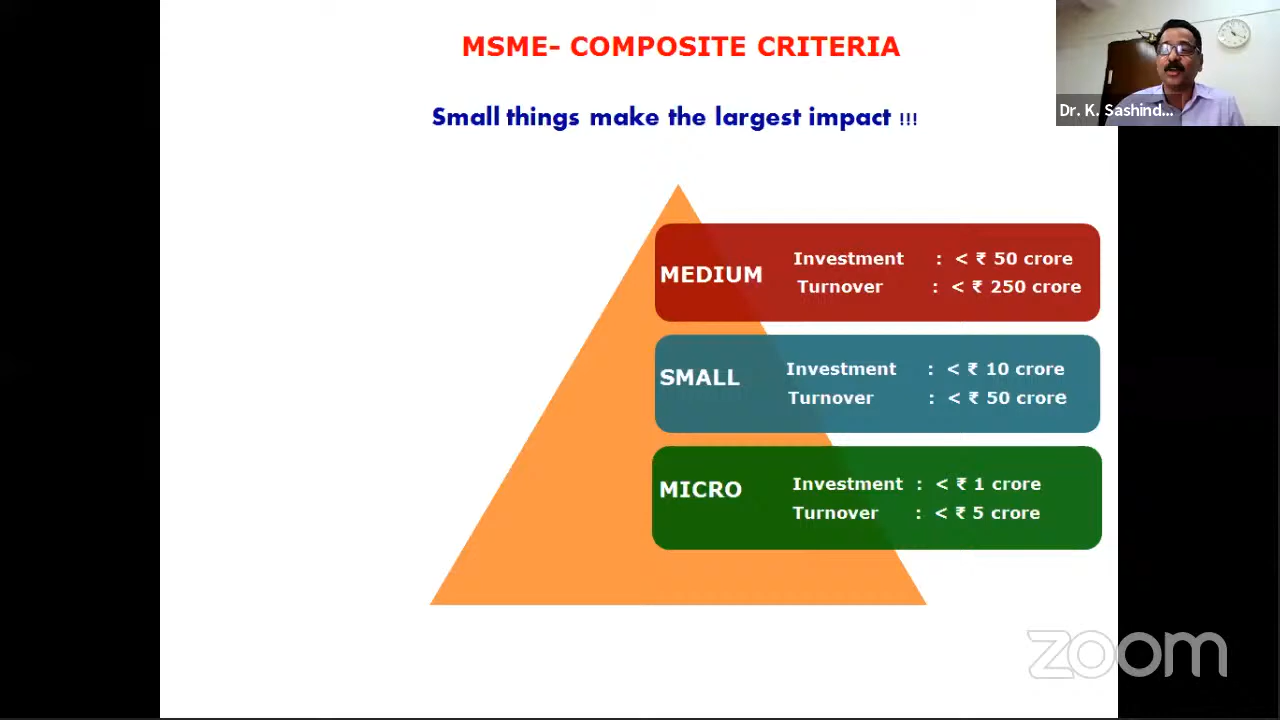 MSME- COMPOSITE CRITERIA
Small things make the largest impact !!!
Dr. K. Sashind...
MEDIUM
Investment : < ₹ 50 crore
Turnover : < ₹ 250 crore
SMALL
Investment : < ₹ 10 crore
Turnover : < ₹ 50 crore
MICRO
Investment : < ₹ 1 crore
Turnover : < ₹ 5 crore
zoom